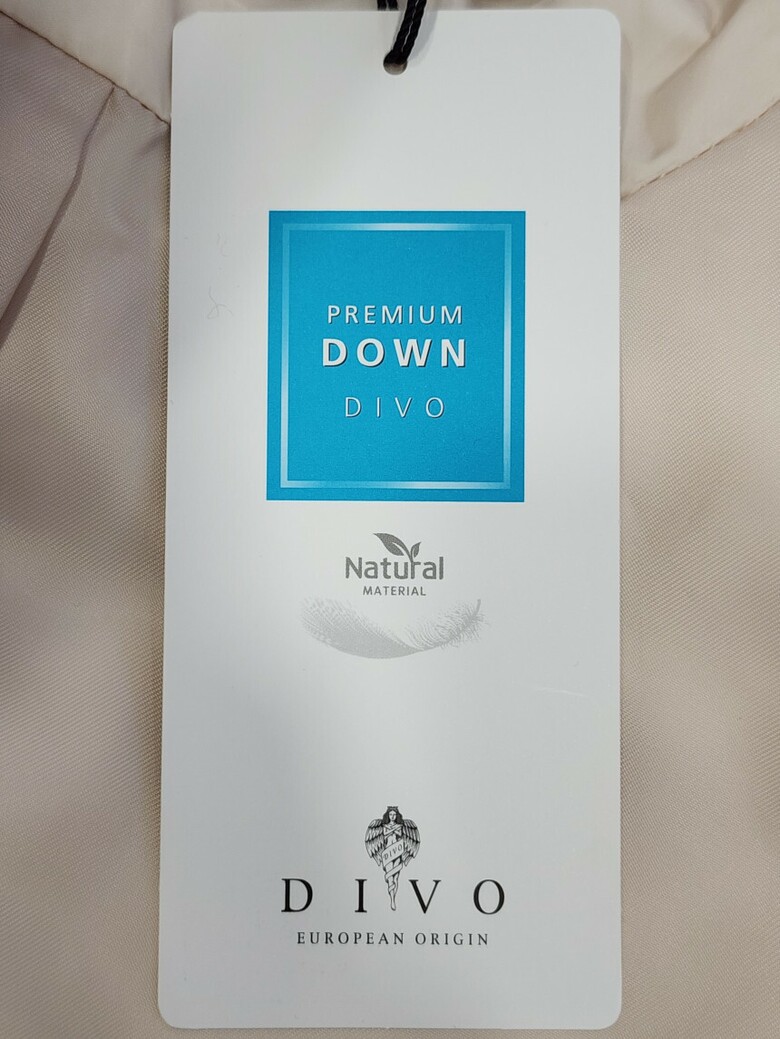 PREMIUM
DOWN
DIVO
Natural
MATERIAL
DIVO
DIVO
EUROPEAN ORIGIN